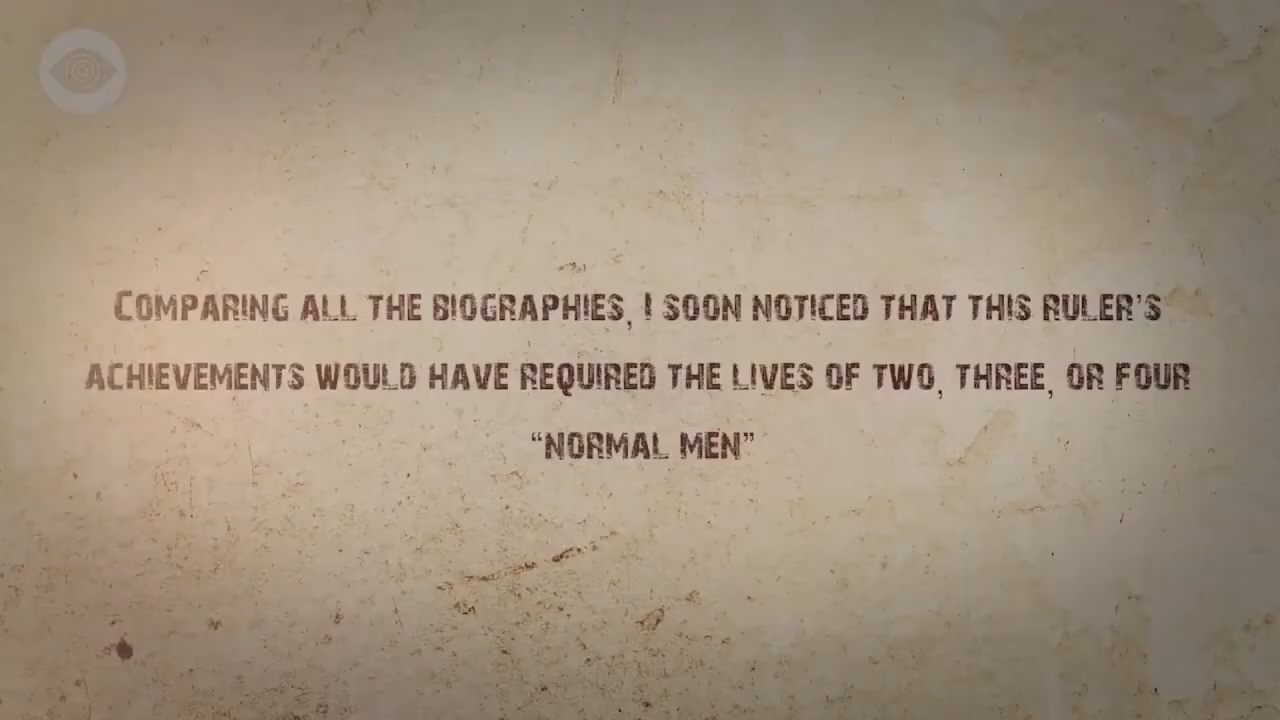 Comparing all the biographies, I soon noticed that this ruler's
achievements would have required the lives of two, three, or four
“normal men”